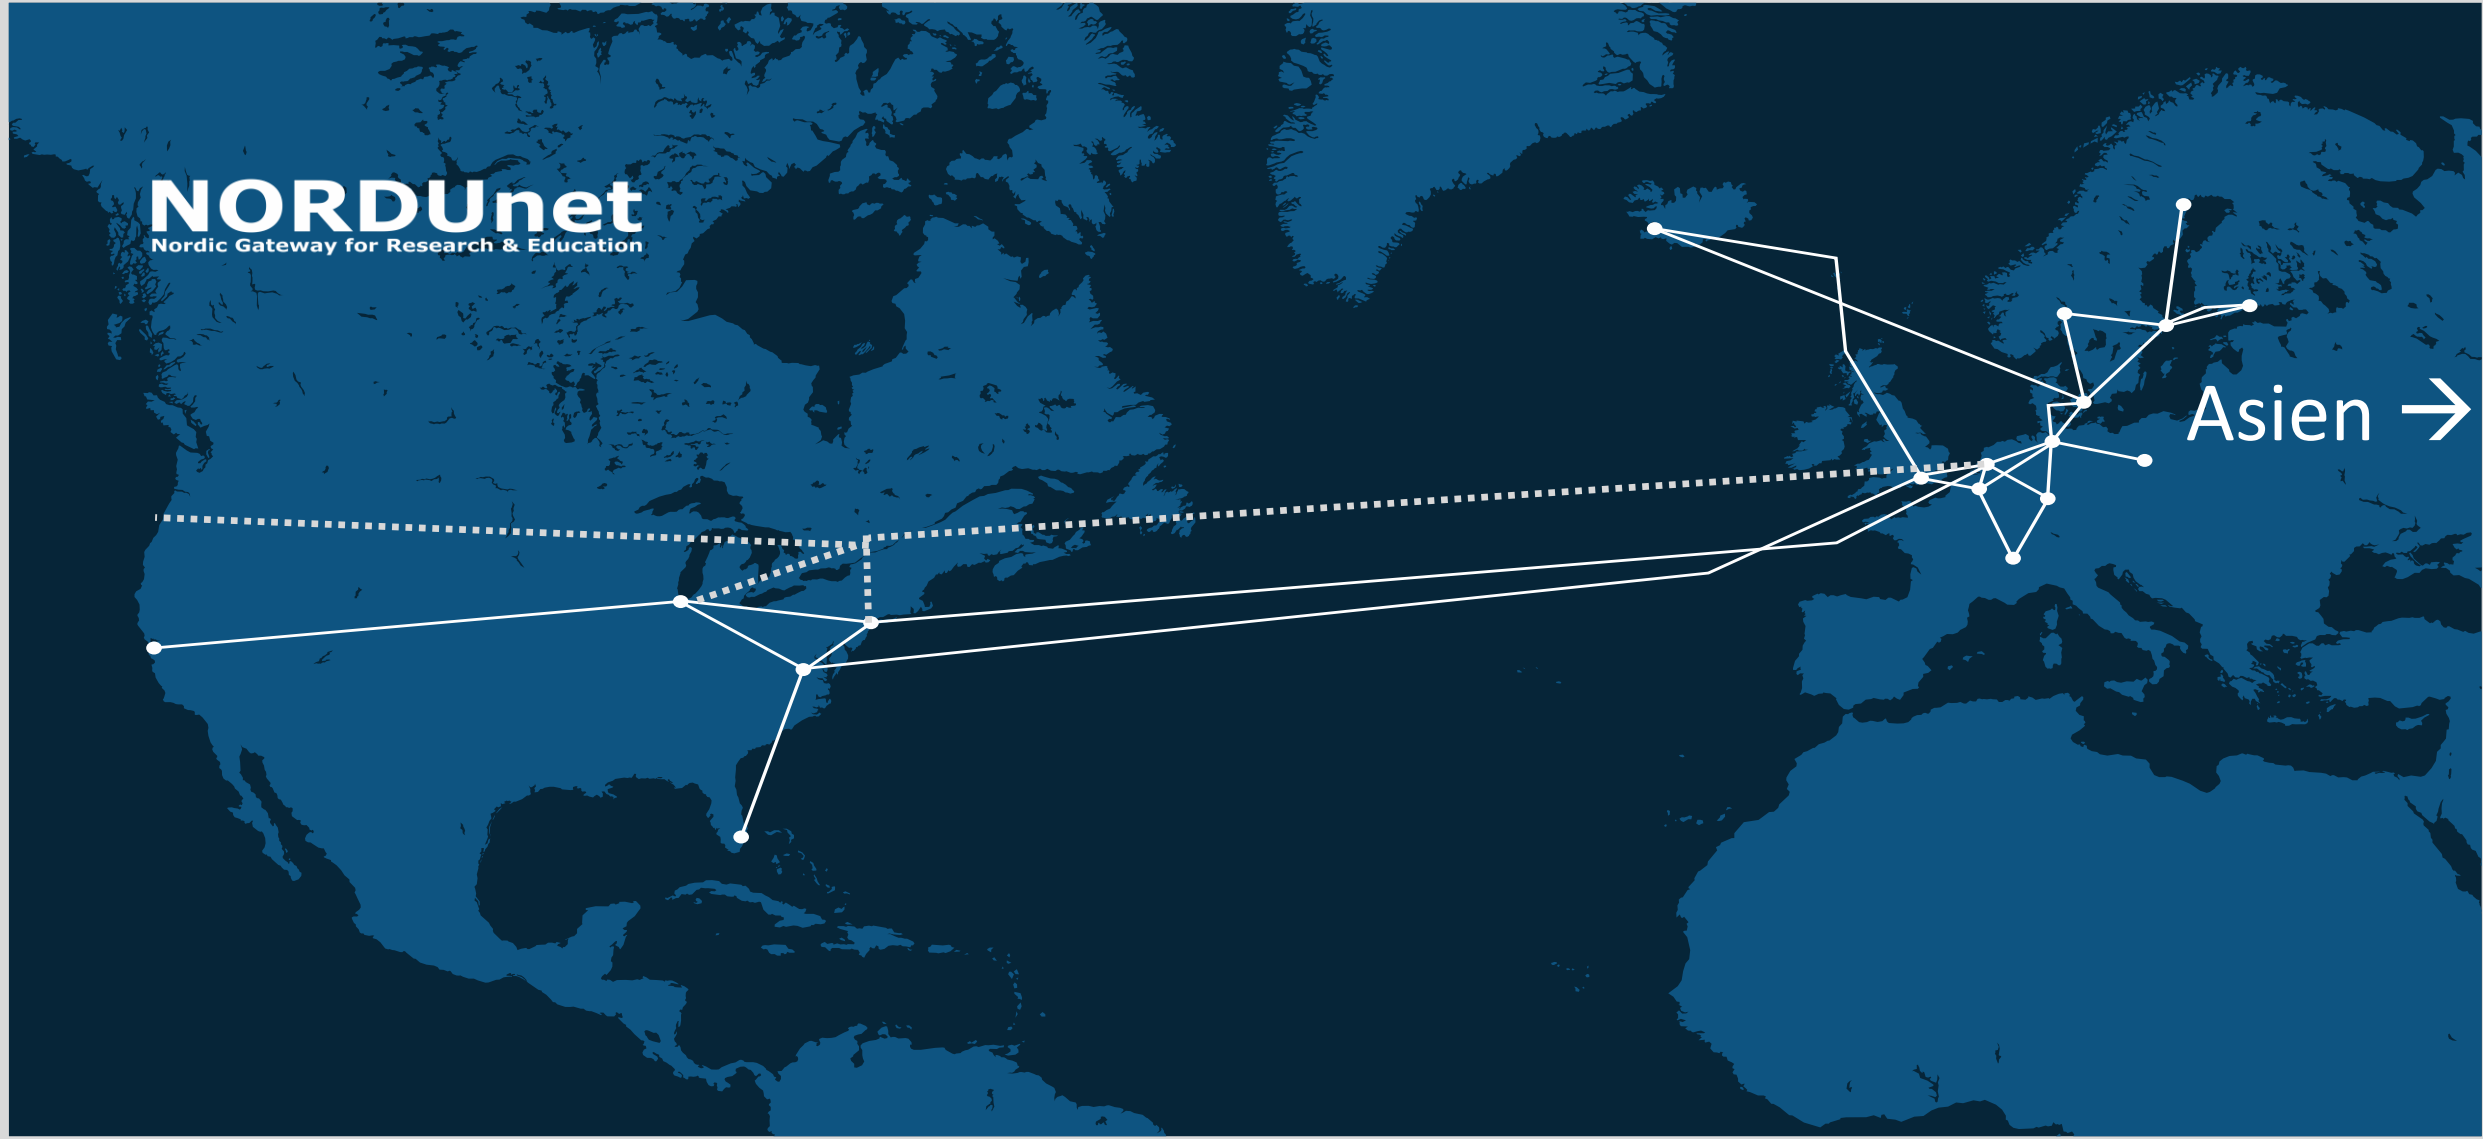 NORDUnet
Nordic Gateway for Research & Education
Asien →